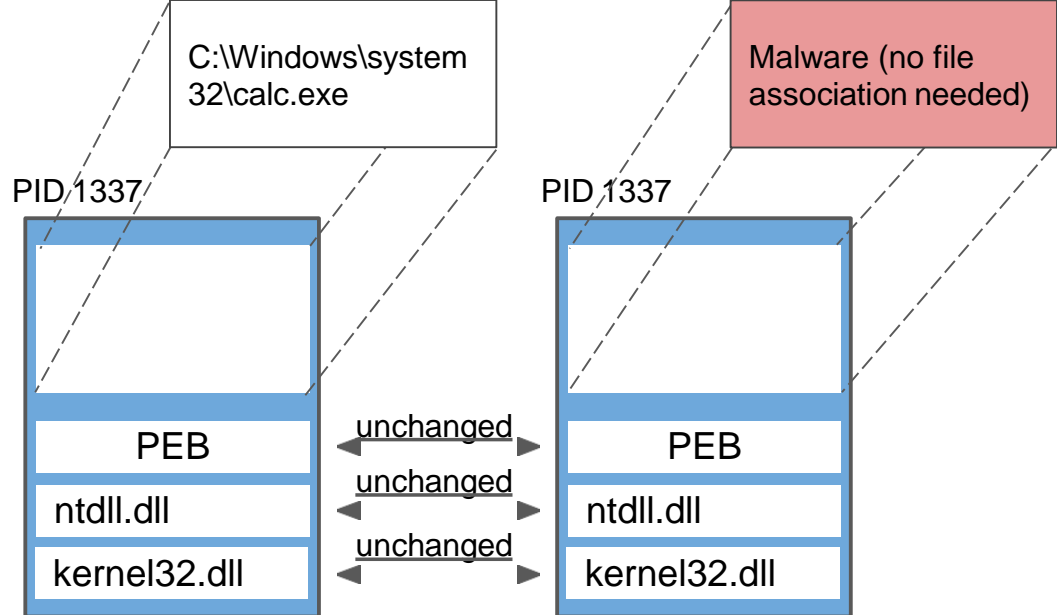 C:\Windows\system
32\calc.exe
Malware (no file
association needed)
PID 1337
PID 1337
PEB
unchanged
PEB
ntdll.dll
unchanged
ntdll.dll
kernel32.dll
unchanged
kernel32.dll